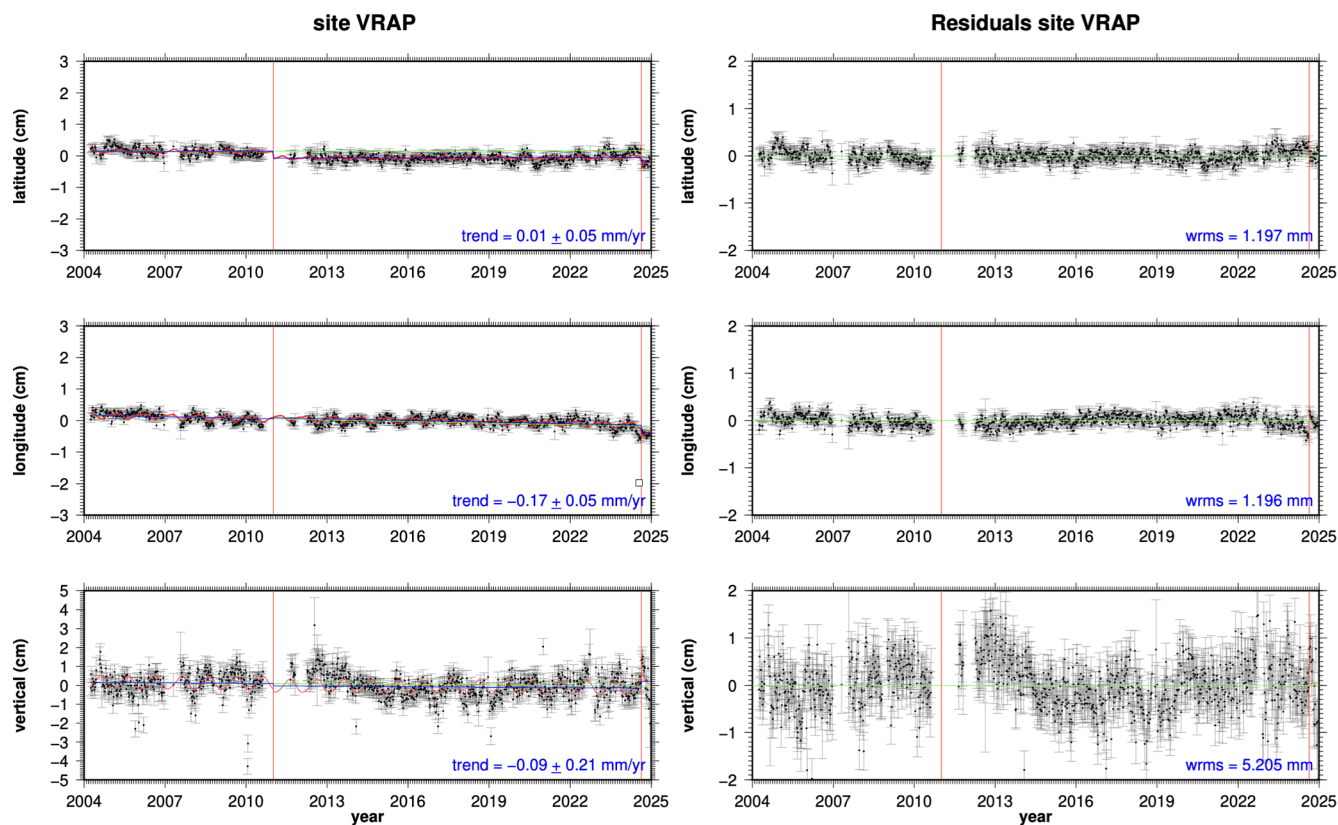 site VRAP
Residuals site VRAP
latitude (cm)
3
2
1
0
−1
−2
−3
trend = 0.01 ± 0.05 mm/yr
2004 2007 2010 2013 2016 2019 2022 2025
latitude (cm)
2
1
0
−1
−2
wrms = 1.197 mm
2004 2007 2010 2013 2016 2019 2022 2025
longitude (cm)
3
2
1
0
−1
−2
−3
trend = −0.17 ± 0.05 mm/yr
2004 2007 2010 2013 2016 2019 2022 2025
longitude (cm)
2
1
0
−1
−2
wrms = 1.196 mm
2004 2007 2010 2013 2016 2019 2022 2025
vertical (cm)
5
4
3
2
1
0
−1
−2
−3
−4
−5
trend = −0.09 ± 0.21 mm/yr
2004 2007 2010 2013 2016 2019 2022 2025
year
vertical (cm)
2
1
0
−1
−2
wrms = 5.205 mm
2004 2007 2010 2013 2016 2019 2022 2025
year